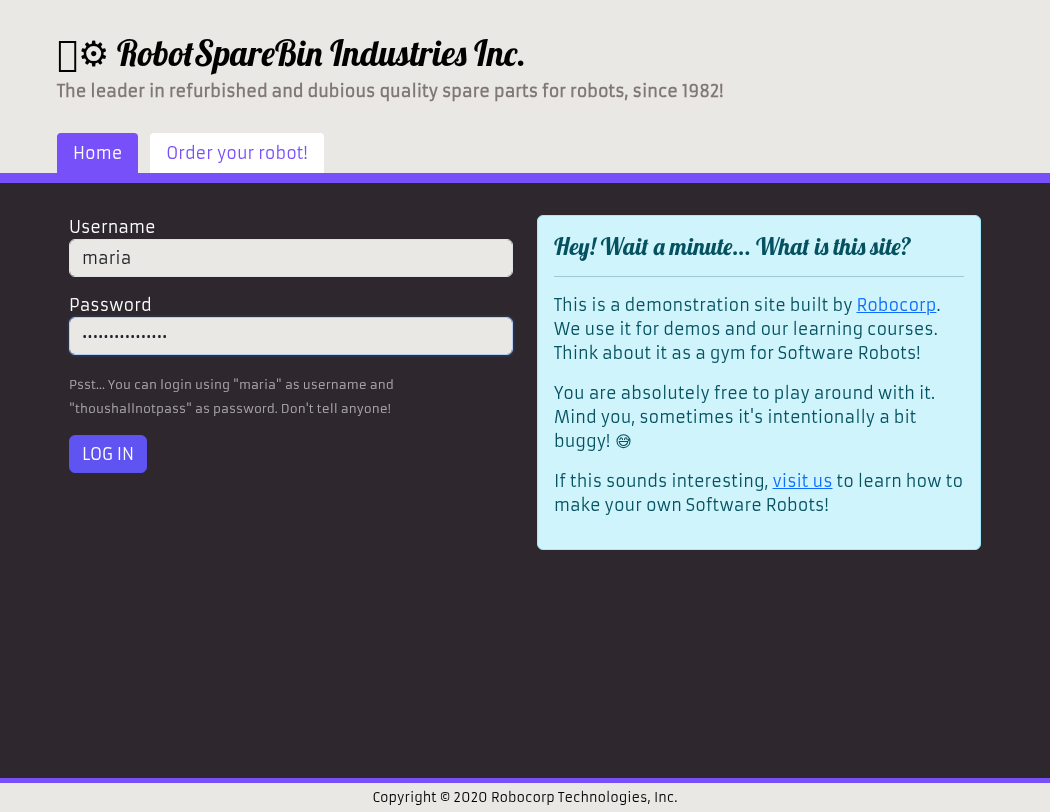 ⚙ RobotSpareBin Industries Inc.
The leader in refurbished and dubious quality spare parts for robots, since 1982!
Home
Order your robot!
Username
maria
Password
••••••••••••••••
Psst... You can login using "maria" as username and
"thoushallnotpass" as password. Don't tell anyone!
LOG IN
Hey! Wait a minute... What is this site?
This is a demonstration site built by Robocorp.
We use it for demos and our learning courses.
Think about it as a gym for Software Robots!
You are absolutely free to play around with it.
Mind you, sometimes it's intentionally a bit
buggy! 😅
If this sounds interesting, visit us to learn how to
make your own Software Robots!
Copyright © 2020 Robocorp Technologies, Inc.